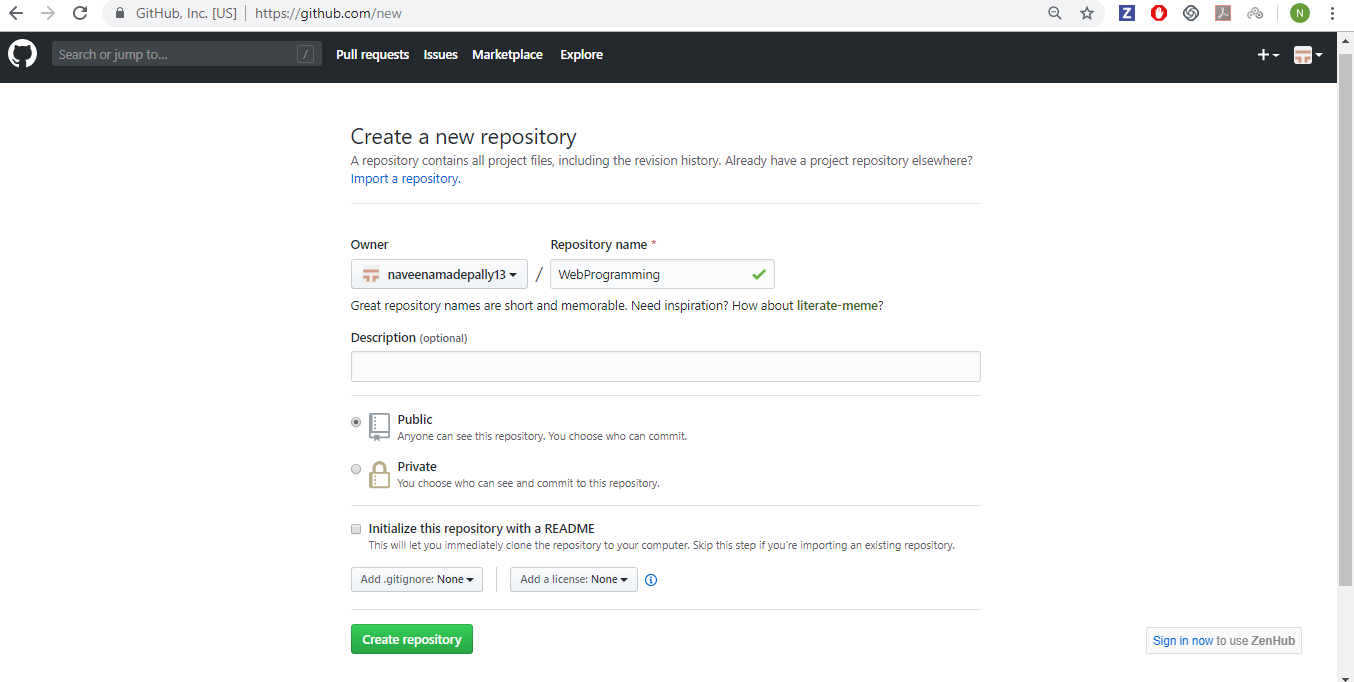 GitHub, Inc. [US] https://github.com/new
Z
N
Search or jump to... /
Pull requests Issues Marketplace Explore
Create a new repository
A repository contains all project files, including the revision history. Already have a project repository elsewhere?
Import a repository.
Owner Repository name *
naveenamadepally13 / WebProgramming
Great repository names are short and memorable. Need inspiration? How about literate-meme?
Description (optional)
Public
Anyone can see this repository. You choose who can commit.
Private
You choose who can see and commit to this repository.
Initialize this repository with a README
This will let you immediately clone the repository to your computer. Skip this step if you're importing an existing repository.
Add .gitignore: None Add a license: None
Create repository
Sign in now to use ZenHub